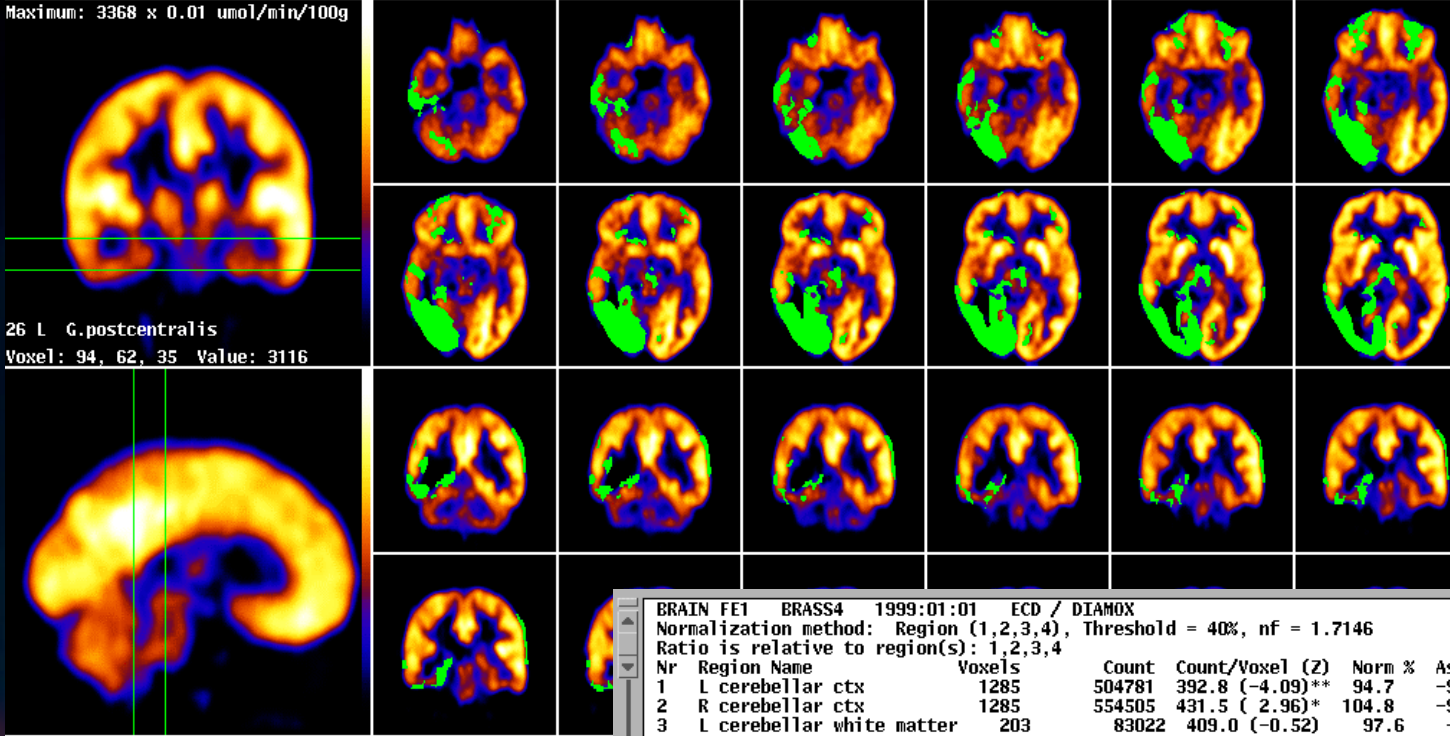 Maximum: 3368 x 0.01 umol/min/100g
26 L G.postcentralis
Voxel: 94, 62, 35 Value: 3116
BRAIN FE1 BRASS4 1999:01:01 ECD / DIAMOX
Normalization method: Region (1,2,3,4), Threshold = 40%, nf = 1.7146
Ratio is relative to region(s): 1,2,3,4
Nr Region Name Voxels Count Count/Voxel (Z) Norm %
1 L cerebellar ctx 1285 504781 392.8 (-4.09)** 94.7
2 R cerebellar ctx 1285 554505 431.5 ( 2.96)* 104.8
3 L cerebellar white matter 203 83022 409.0 (-0.52) 97.6